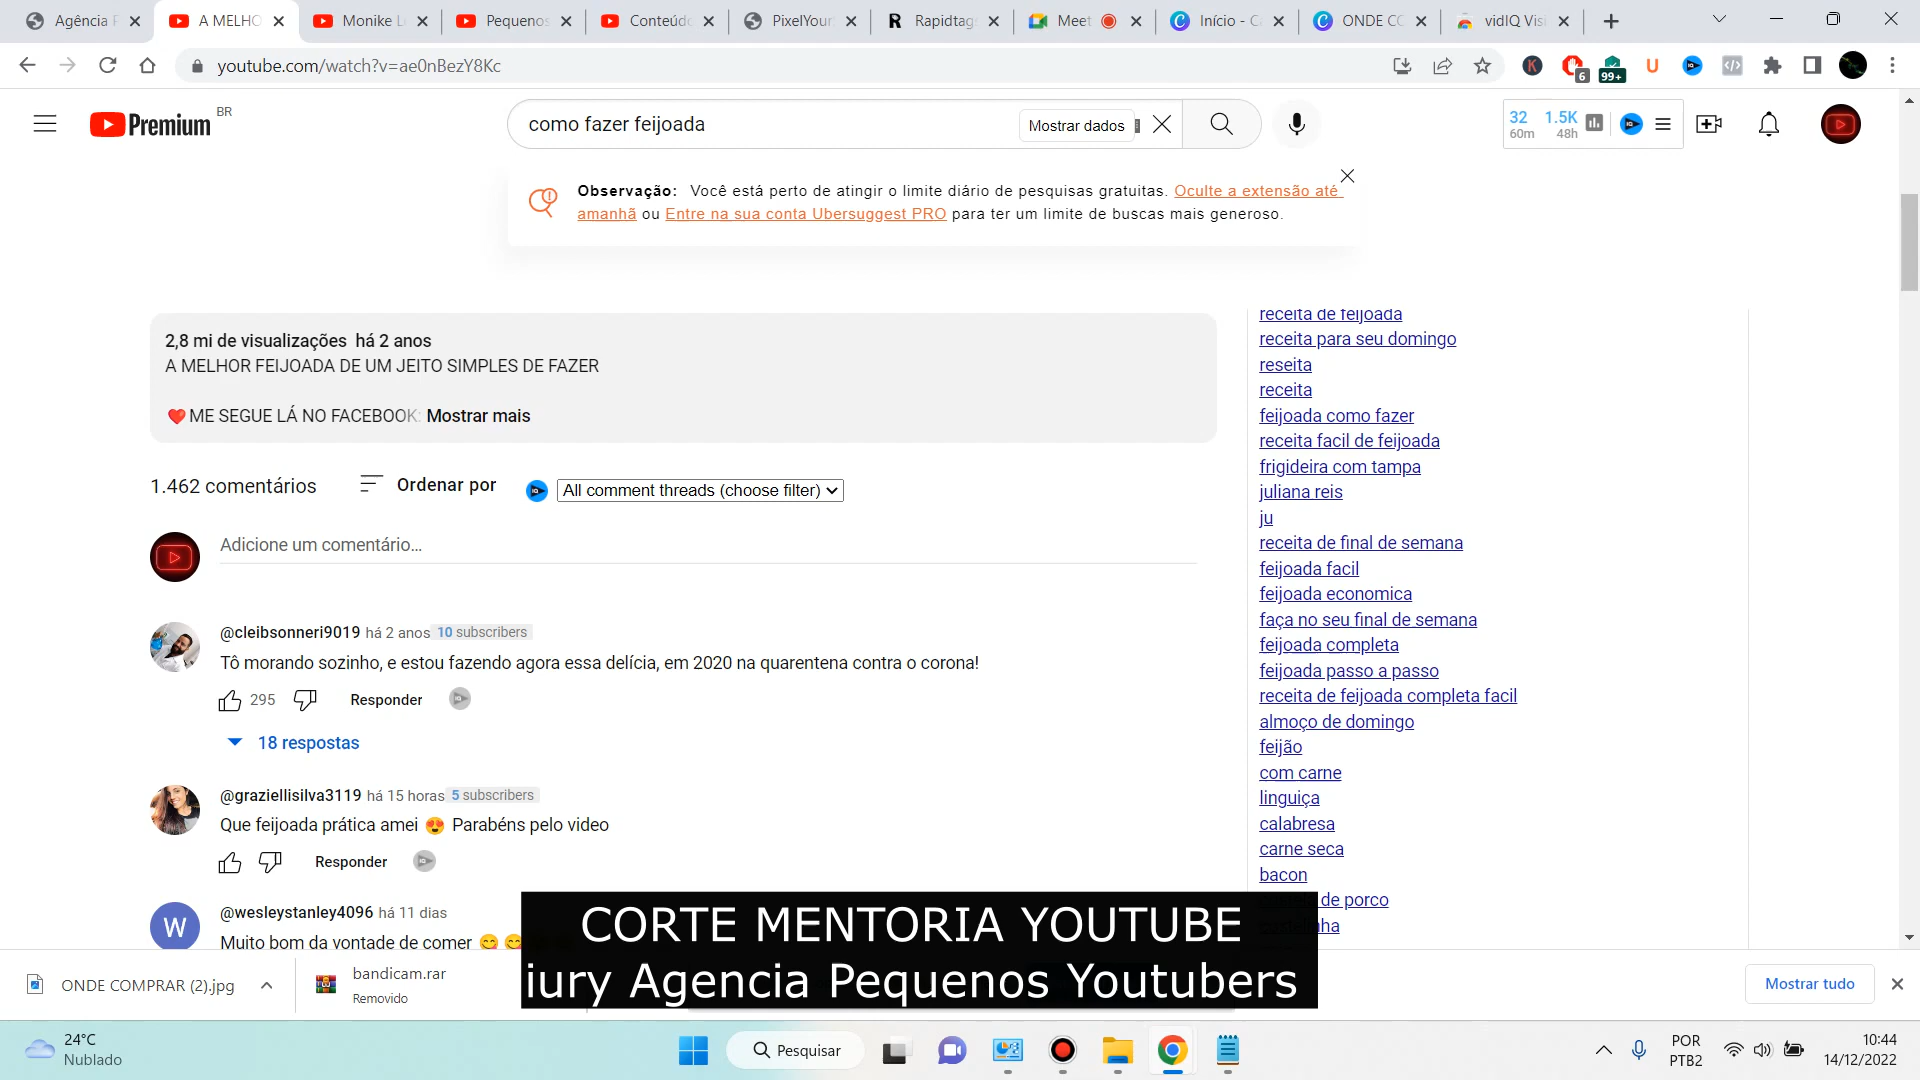 Agência P
A MELHO
Monike L
Pequenos
Conteúdo
PixelYour
Rapidtag
Meet
Início - Ca
ONDE CO
vidIQ Visi
youtube.com/watch?v=ae0nBezY8Kc
6
99+
Premium BR
como fazer feijoada
Mostrar dados
32 1.5K
60m 48h
Observação: Você está perto de atingir o limite diário de pesquisas gratuitas. Oculte a extensão até
amanhã ou Entre na sua conta Ubersuggest PRO para ter um limite de buscas mais generoso.
2,8 mi de visualizações há 2 anos
A MELHOR FEIJOADA DE UM JEITO SIMPLES DE FAZER
ME SEGUE LÁ NO FACEBOOK: Mostrar mais
1.462 comentários
Ordenar por
All comment threads (choose filter)
Adicione um comentário...
@cleibsonneri9019 há 2 anos 10 subscribers
Tô morando sozinho, e estou fazendo agora essa delícia, em 2020 na quarentena contra o corona!
295
Responder
18 respostas
@graziellisilva3119 há 15 horas 5 subscribers
Que feijoada prática amei 😍 Parabéns pelo video
Responder
W
@wesleystanley4096 há 11 dias
Muito bom da vontade de comer 😋😋
receita de feijoada
receita para seu domingo
reseita
receita
feijoada como fazer
receita facil de feijoada
frigideira com tampa
juliana reis
ju
receita de final de semana
feijoada facil
feijoada economica
faça no seu final de semana
feijoada completa
feijoada passo a passo
receita de feijoada completa facil
almoço de domingo
feijão
com carne
linguiça
calabresa
carne seca
bacon
de porco
CORTE MENTORIA YOUTUBE
iury Agencia Pequenos Youtubers
ONDE COMPRAR (2).jpg
bandicam.rar
Removido
Mostrar tudo
24°C
Nublado
Pesquisar
POR
PTB2
10:44
14/12/2022